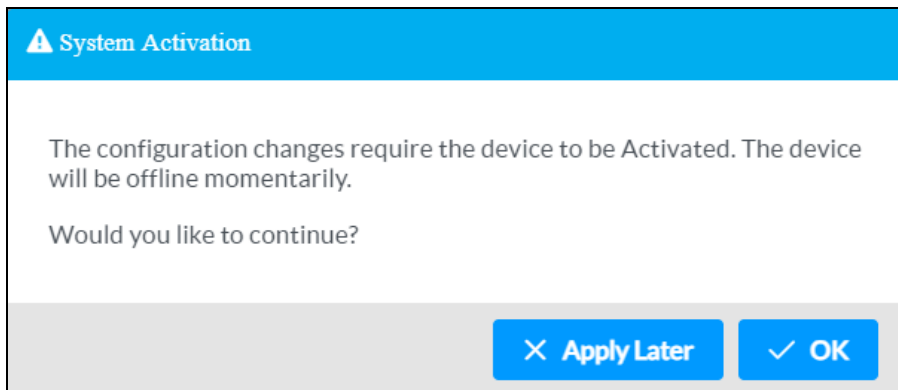 System Activation
The configuration changes require the device to be Activated. The device
will be offline momentarily.
Would you like to continue?
Apply Later
OK